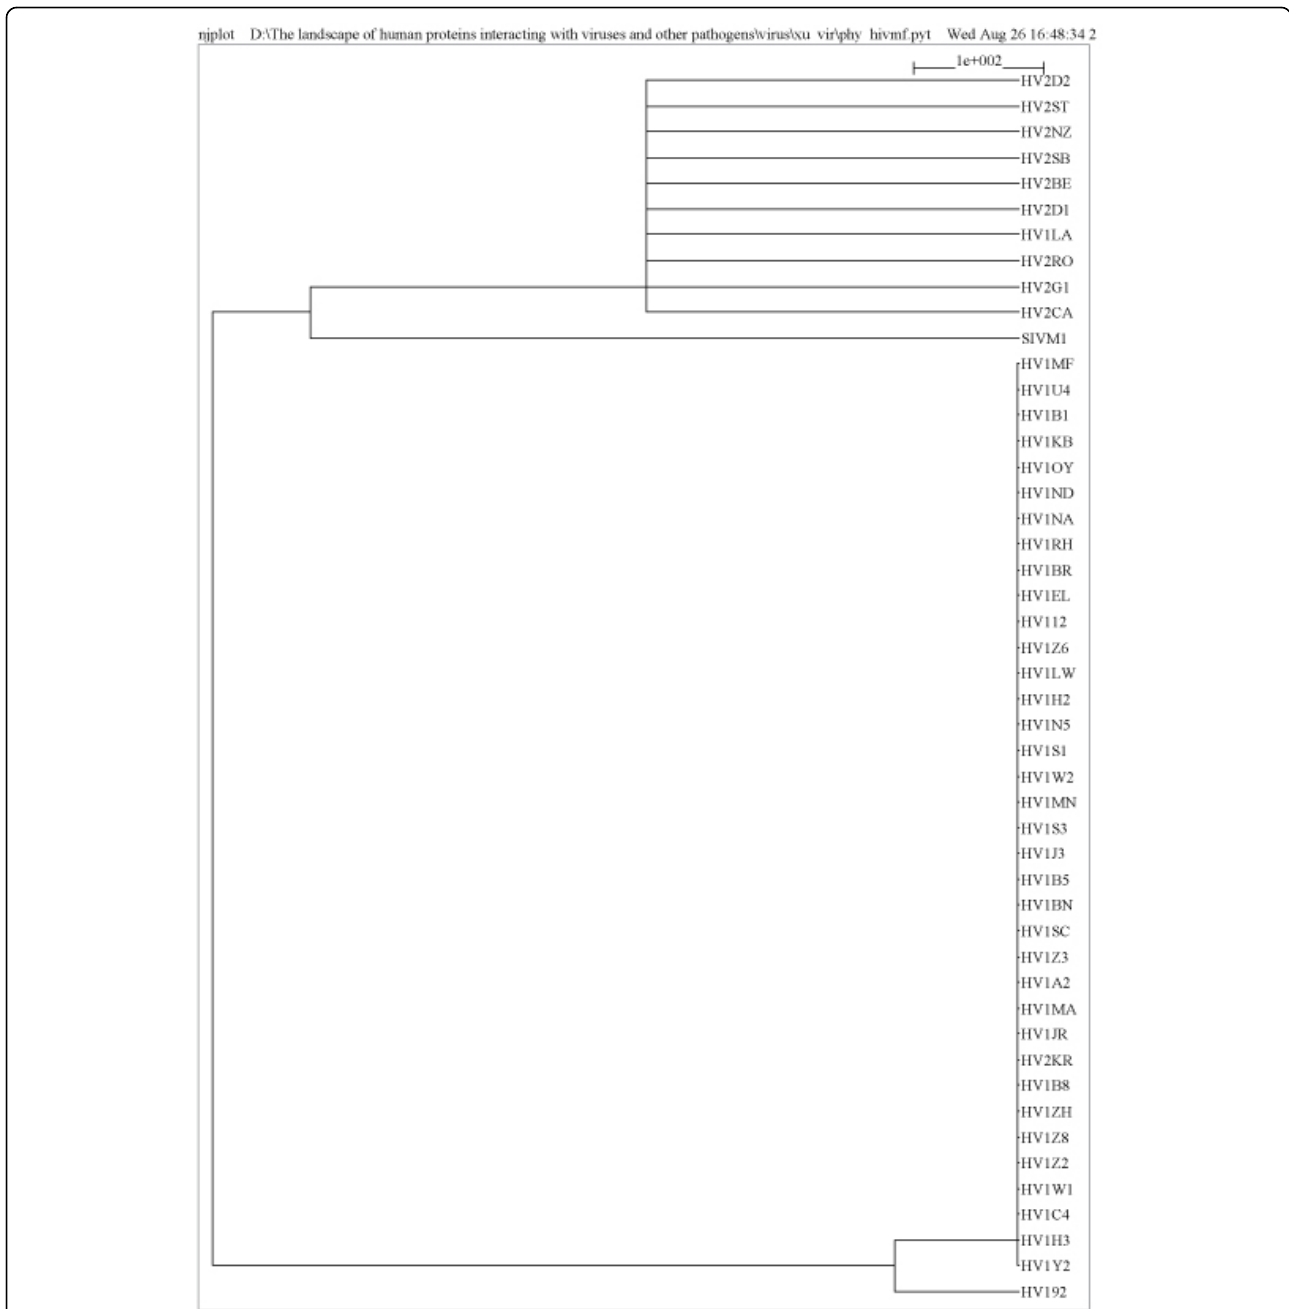 njplot D:\The landscape of human proteins interacting with viruses and other pathogens\virus\xu vir\phy hivmf.pyt Wed Aug 26 16:48:34 2
1e+002
HV2D2
HV2ST
HV2NZ
HV2SB
HV2BE
HV2D1
HV1LA
HV2RO
HV2G1
HV2CA
SIVM1
HV1MF
HV1U4
HV1B1
HV1KB
HV1OY
HV1ND
HV1NA
HV1RH
HV1BR
HV1EL
HV112
HV1Z6
HV1LW
HV1H2
HV1N5
HV1S1
HV1W2
HV1MN
HV1S3
HV1J3
HV1B5
HV1BN
HV1SC
HV1Z3
HV1A2
HV1MA
HV1JR
HV2KR
HV1B8
HV1ZH
HV1Z8
HV1Z2
HV1W1
HV1C4
HV1H3
HV1Y2
HV192